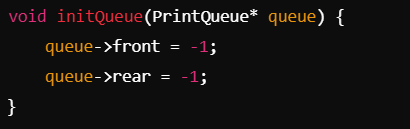 void initQueue(PrintQueue* queue) {
    queue->front = -1;
    queue->rear = -1;
}